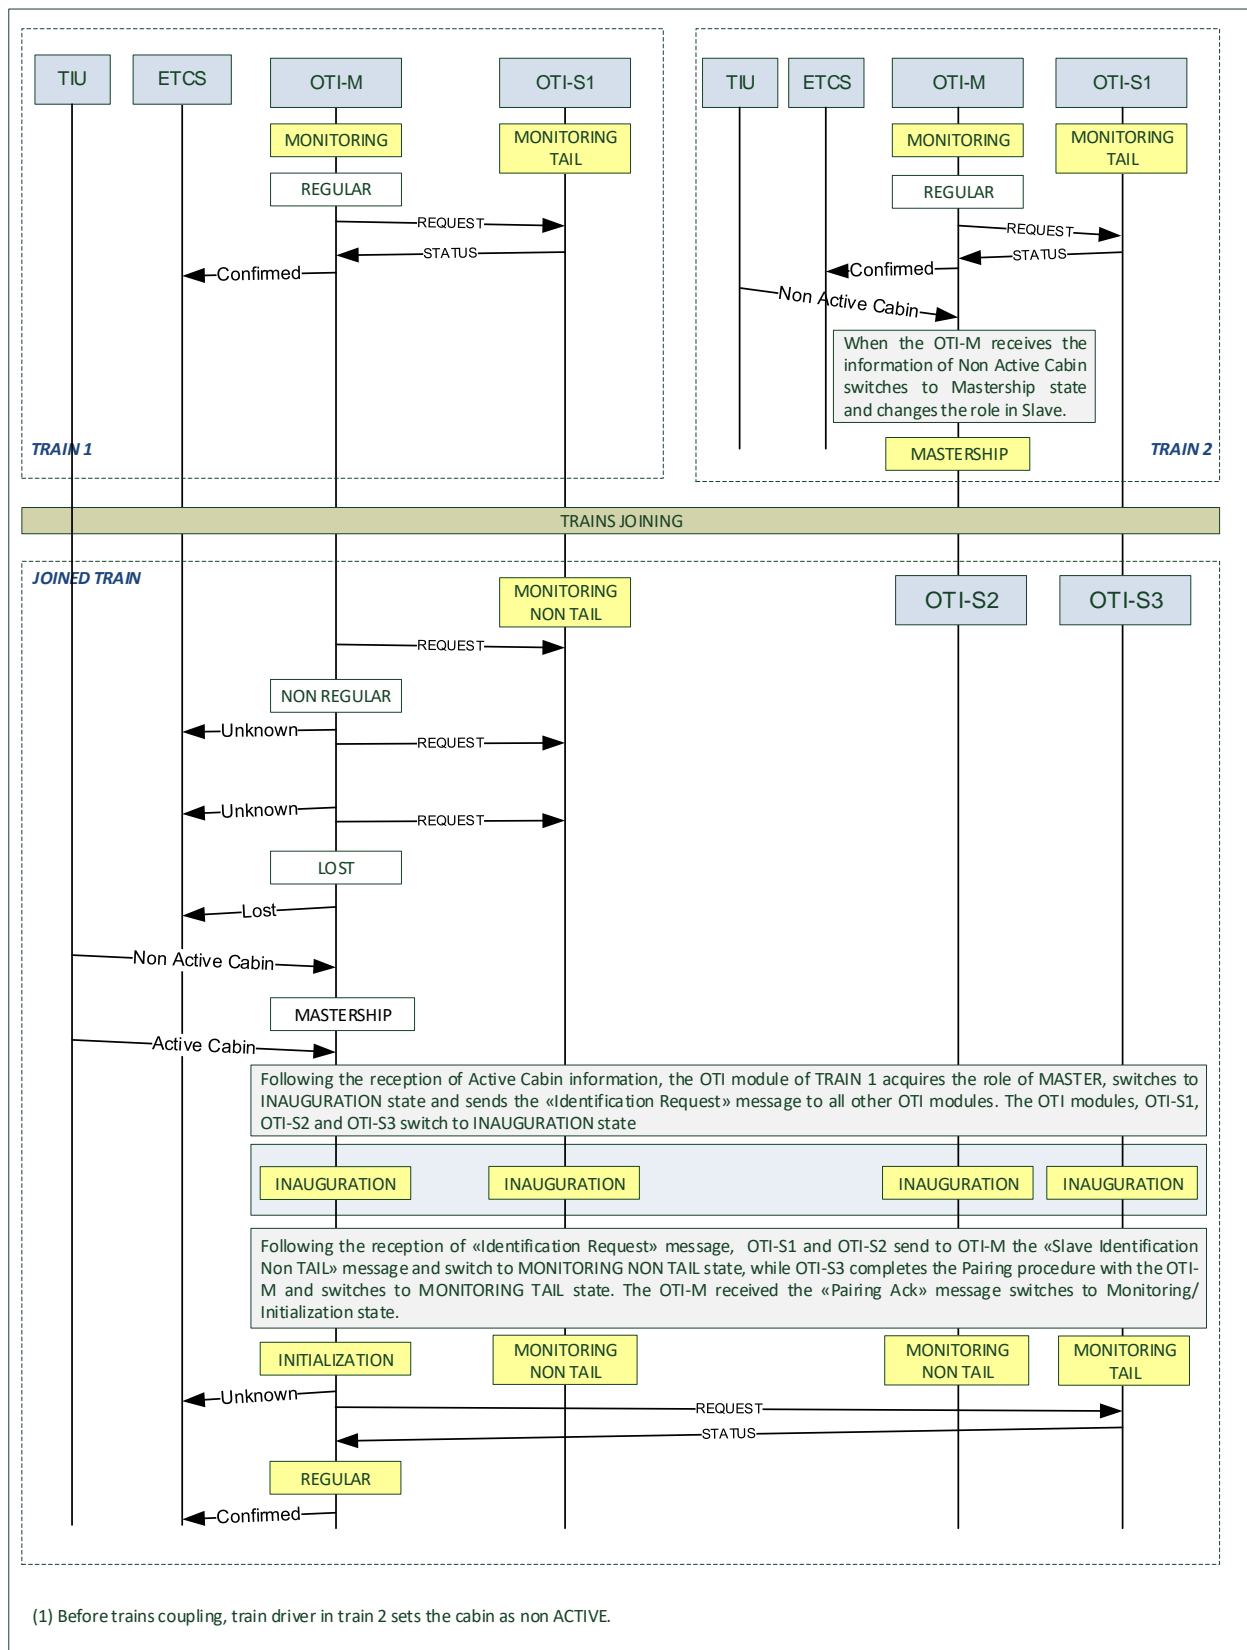 TIU
ETCS
OTI-M
OTI-S1
MONITORING
MONITORING
TAIL
REGULAR
REQUEST
STATUS
Confirmed
TRAIN 1
TIU
ETCS
OTI-M
OTI-S1
MONITORING
MONITORING
TAIL
REGULAR
REQUEST
STATUS
Confirmed
Non Active Cabin
When the OTI-M receives the
information of Non Active Cabin
switches to Mastership state
and changes the role in Slave.
MASTERSHIP
TRAIN 2
TRAINS JOINING
JOINED TRAIN
MONITORING
NON TAIL
OTI-S2
OTI-S3
REQUEST
NON REGULAR
Unknown
REQUEST
Unknown
REQUEST
LOST
Lost
Non Active Cabin
MASTERSHIP
Active Cabin
Following the reception of Active Cabin information, the OTI module of TRAIN 1 acquires the role of MASTER, switches to
INAUGURATION state and sends the «Identification Request» message to all other OTI modules. The OTI modules, OTI-S1,
OTI-S2 and OTI-S3 switch to INAUGURATION state
INAUGURATION
INAUGURATION
INAUGURATION
INAUGURATION
Following the reception of «Identification Request» message, OTI-S1 and OTI-S2 send to OTI-M the «Slave Identification
Non TAIL» message and switch to MONITORING NON TAIL state, while OTI-S3 completes the Pairing procedure with the OTI-
M and switches to MONITORING TAIL state. The OTI-M received the «Pairing Ack» message switches to Monitoring/
Initialization state.
INITIALIZATION
MONITORING
NON TAIL
MONITORING
NON TAIL
MONITORING
TAIL
Unknown
REQUEST
STATUS
REGULAR
Confirmed
(1) Before trains coupling, train driver in train 2 sets the cabin as non ACTIVE.